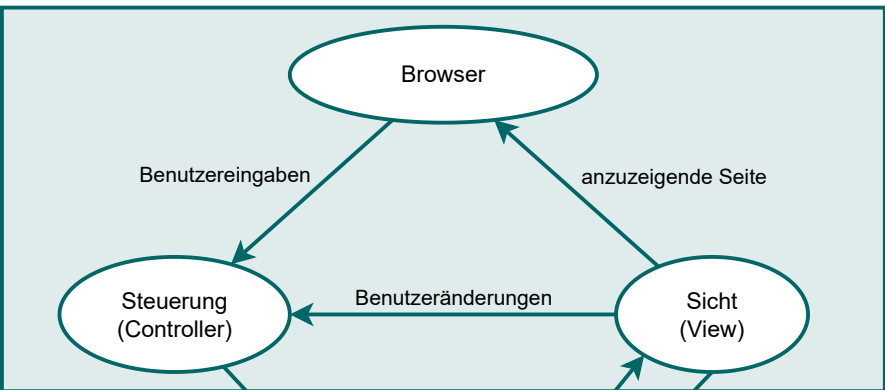 Browser
Benutzereingaben
anzuzeigende Seite
Steuerung
(Controller)
Benutzeränderungen
Sicht
(View)